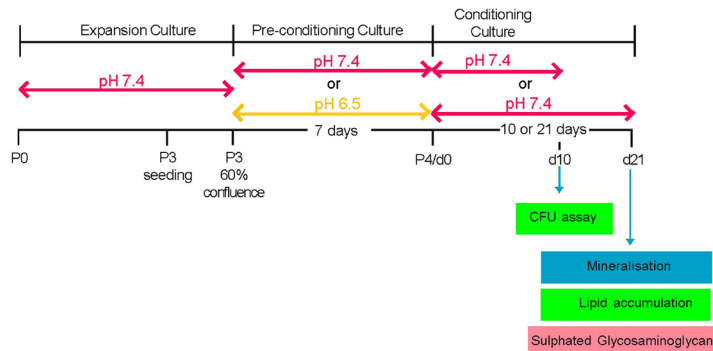 Expansion Culture
Pre-conditioning Culture
Conditioning
Culture
pH 7.4
pH 7.4
pH 7.4
or
or
pH 6.5
pH 7.4
7 days
10 or 21 days
P0
P3
seeding
P3
60%
confluence
P4/d0
d10
d21
CFU assay
Mineralisation
Lipid accumulation
Sulphated Glycosaminoglycan